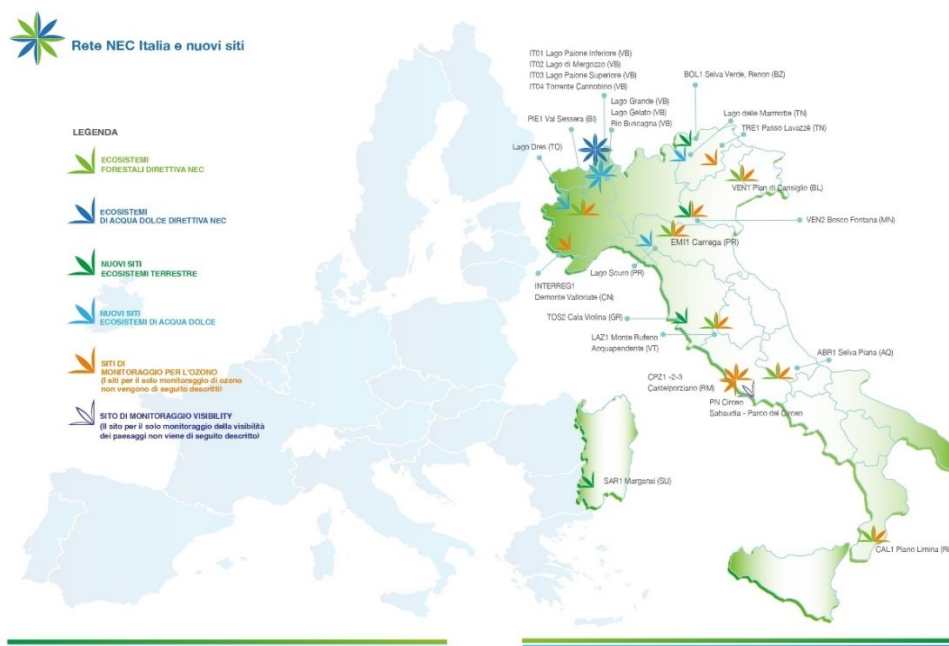 Rete NEC Italia e nuovi siti
LEGENDA
ECOSISTEMI
FORESTALI DIRETTIVA NEC
ECOSISTEMI
DI ACQUA DOLCE DIRETTIVA NEC
NUOVI SITI
ECOSISTEMI TERRESTRE
NUOVI SITI
ECOSISTEMI DI ACQUA DOLCE
SITI DI
MONITORAGGIO PER L'OZONO
(I siti per il solo monitoraggio di ozono
non vengono di seguito descritti)
SITO DI MONITORAGGIO VISIBILITY
(Il sito per il solo monitoraggio della visibilità
dei paesaggi non viene di seguito descritto)
IT01 Lago Paione Inferiore (VB)
IT02 Lago di Mergozzo (VB)
IT03 Lago Paione Superiore (VB)
IT04 Torrente Cannobino (VB)
Lago Grande (VB)
Lago Gelato (VB)
Rio Buscagna (VB)
PIE1 Val Sessera (BI)
Lago Dres (TO)
BOL1 Selva Verde, Renon (BZ)
Lago delle Marmotte (TN)
TRE1 Passo Lavazzè (TN)
VEN1 Pian di Cansiglio (BL)
VEN2 Bosco Fontana (MN)
EMI1 Carrega (PR)
Lago Scuro (PR)
INTERREG1
Demonte Valloriate (CN)
TOS2 Cala Violina (GR)
LAZ1 Monte Rufeno
Acquapendente (VT)
ABR1 Selva Piana (AQ)
CPZ1 -2-3
Castelporziano (RM)
PN Circeo
Sabaudia - Parco del Circeo
SAR1 Marganai (SU)
CAL1 Piano Limina